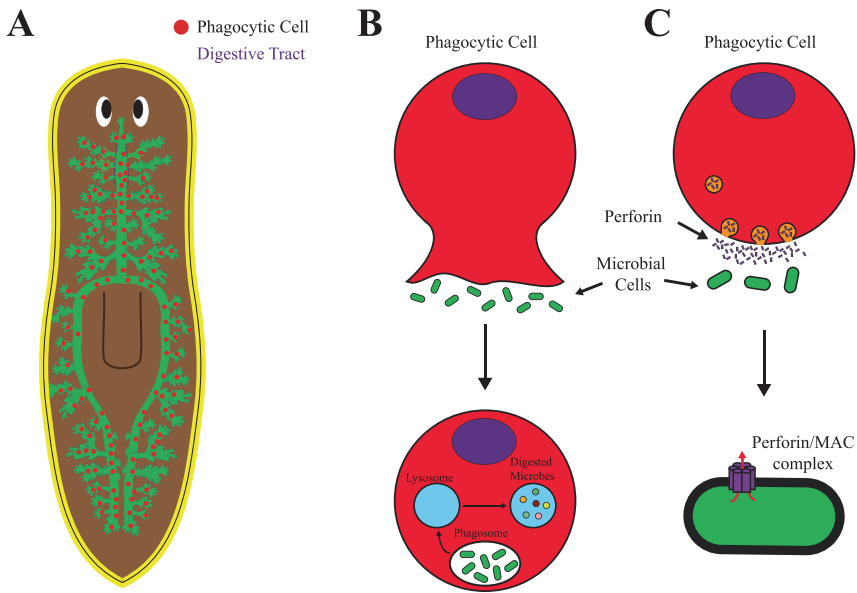 A
Phagocytic Cell
Digestive Tract
B
Phagocytic Cell
C
Phagocytic Cell
Perforin
Microbial
Cells
Lysosome
Digested
Microbes
Phagosome
Perforin/MAC
complex